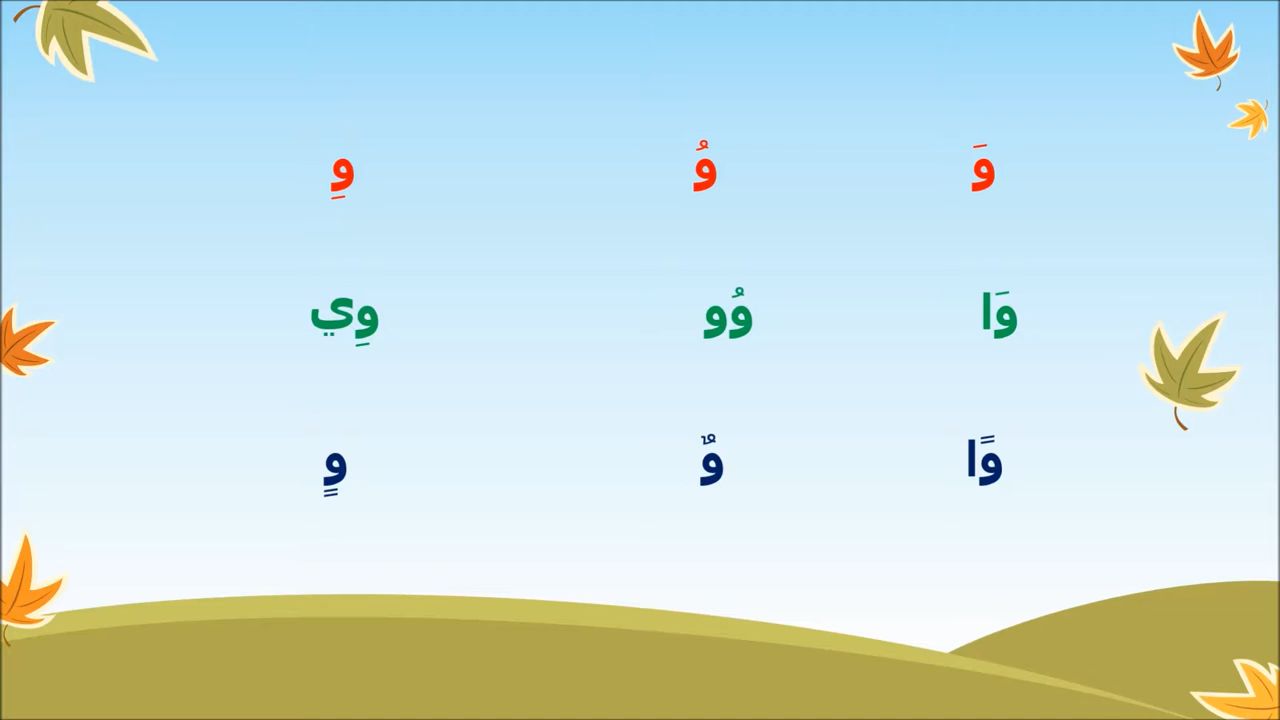 وَ وُ وِ
وَا وُو وِي
وًا وٌ وٍ